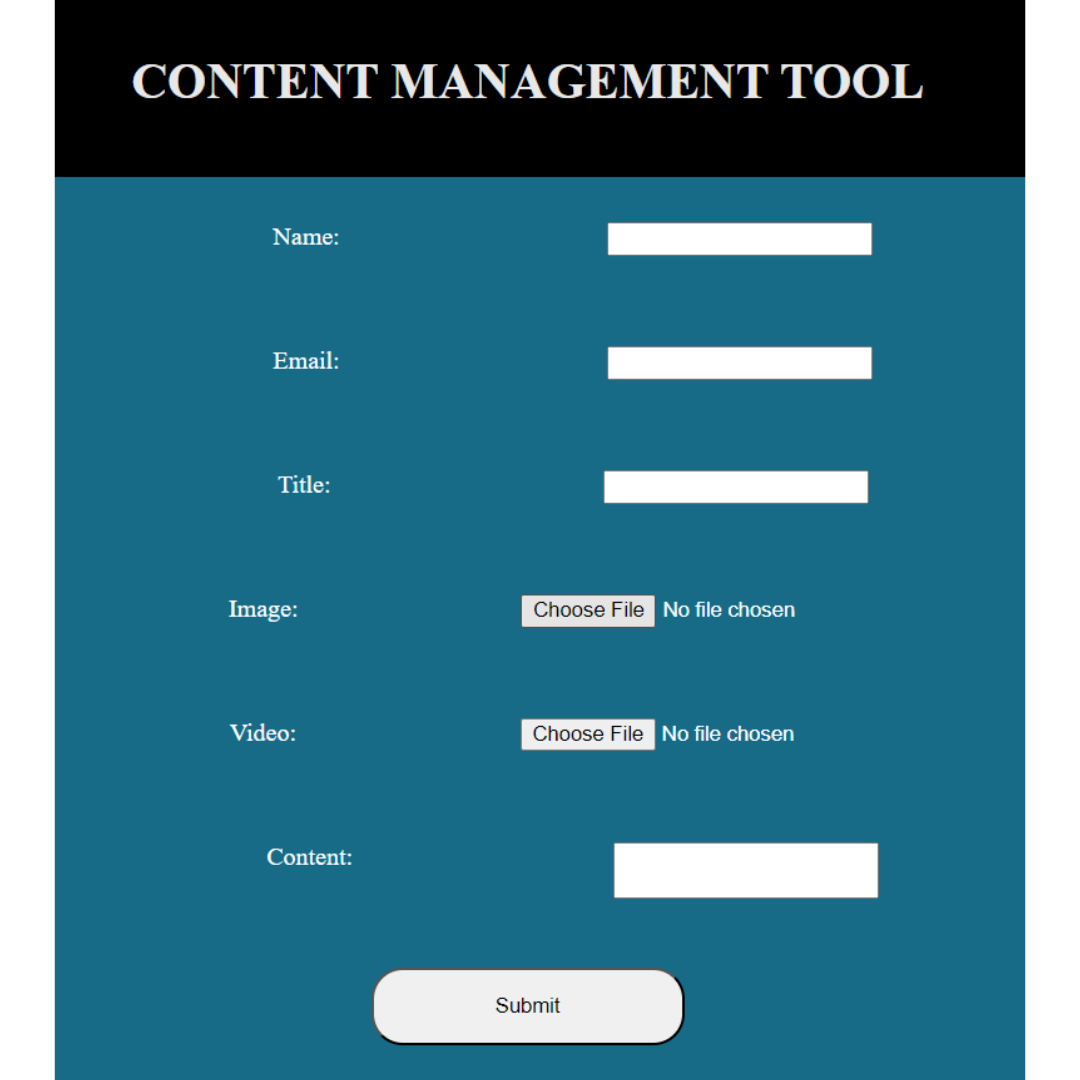 CONTENT MANAGEMENT TOOL
Name:
Email:
Title:
Image: Choose File No file chosen
Video: Choose File No file chosen
Content:
Submit